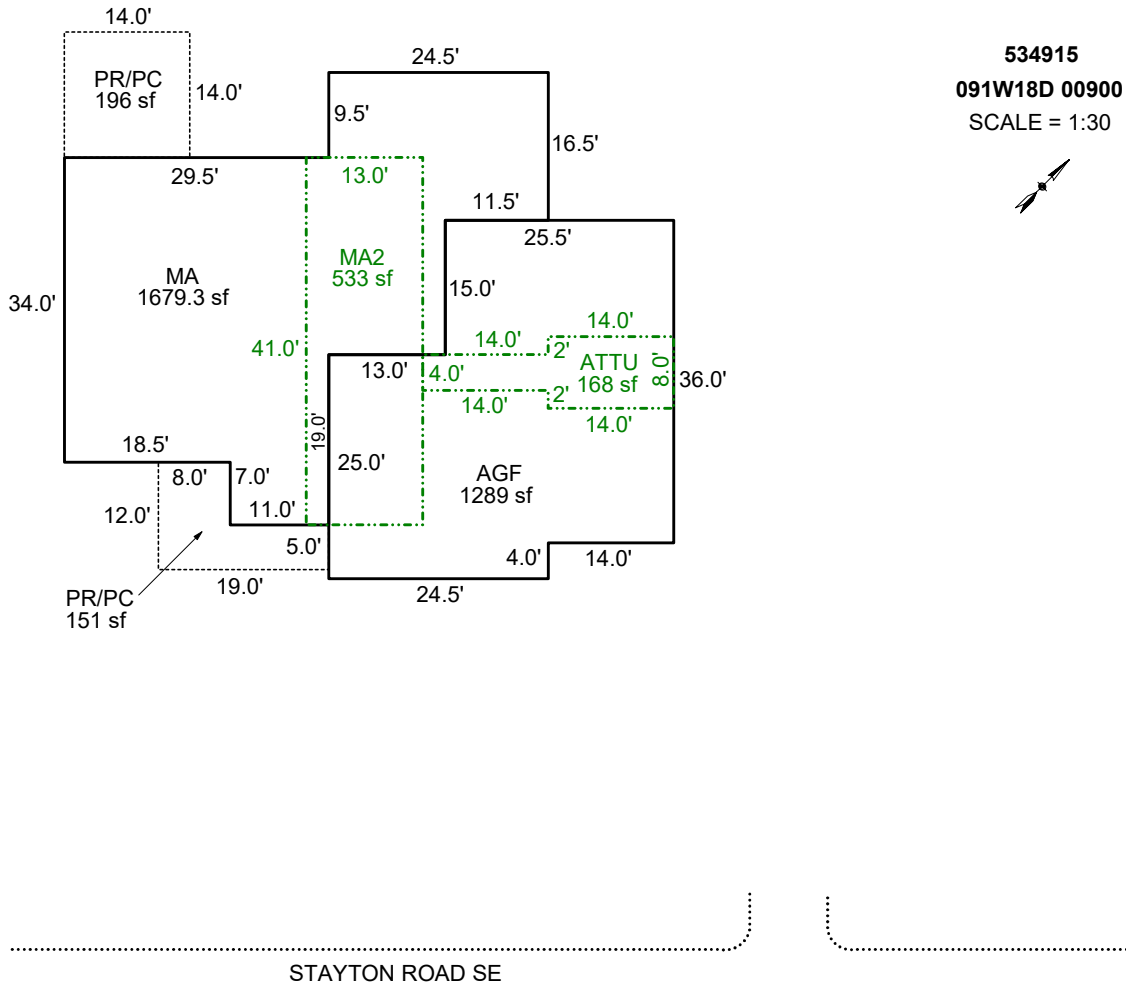 14.0'
PR/PC
196 sf
14.0'
24.5'
9.5'
16.5'
534915
091W18D 00900
SCALE = 1:30
29.5'
13.0'
11.5'
25.5'
MA
1679.3 sf
MA2
533 sf
34.0'
15.0'
41.0'
13.0'
14.0'
14.0'
2'
4.0'
ATTU
168 sf
8.0'
36.0'
2'
14.0'
14.0'
19.0'
18.5'
8.0'
7.0'
25.0'
AGF
1289 sf
12.0'
11.0'
5.0'
4.0'
14.0'
19.0'
24.5'
PR/PC
151 sf
STAYTON ROAD SE